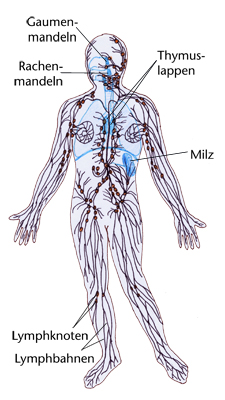 Gaumen-
mandeln
Rachen-
mandeln
Thymus-
lappen
Milz
Lymphknoten
Lymphbahnen